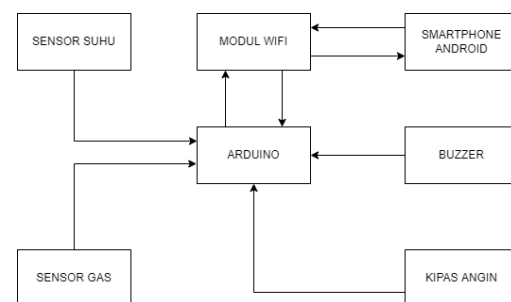 SENSOR SUHU
MODUL WIFI
SMARTPHONE
ANDROID
ARDUINO
BUZZER
SENSOR GAS
KIPAS ANGIN